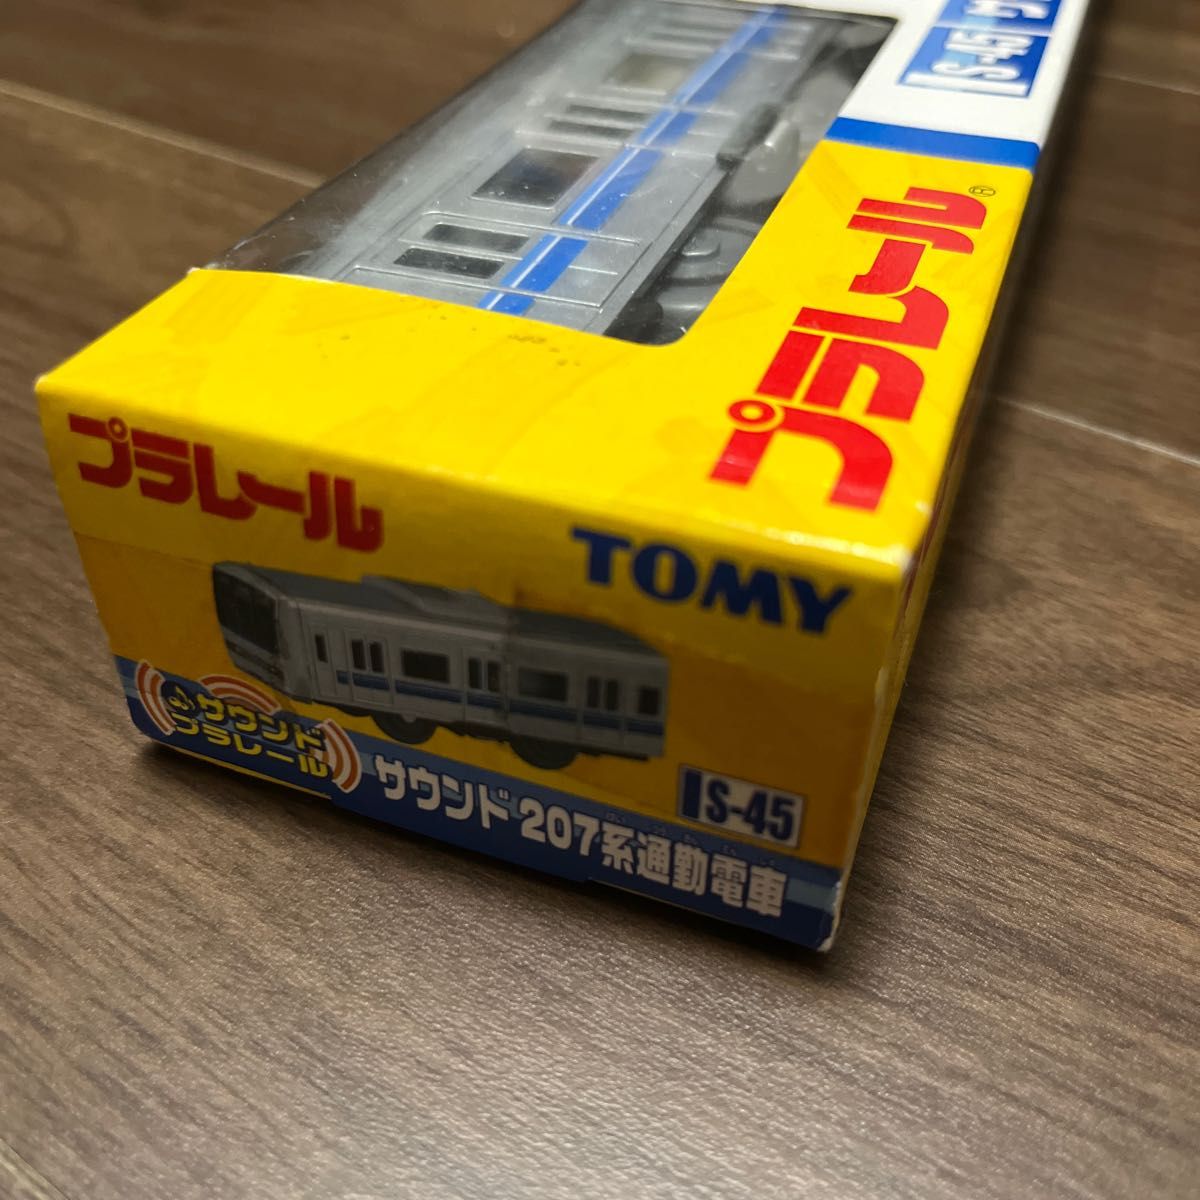 S-45
プラレール
プラレール
TOMY
サウンド
プラレール
S-45
サウンド 207系通勤電車